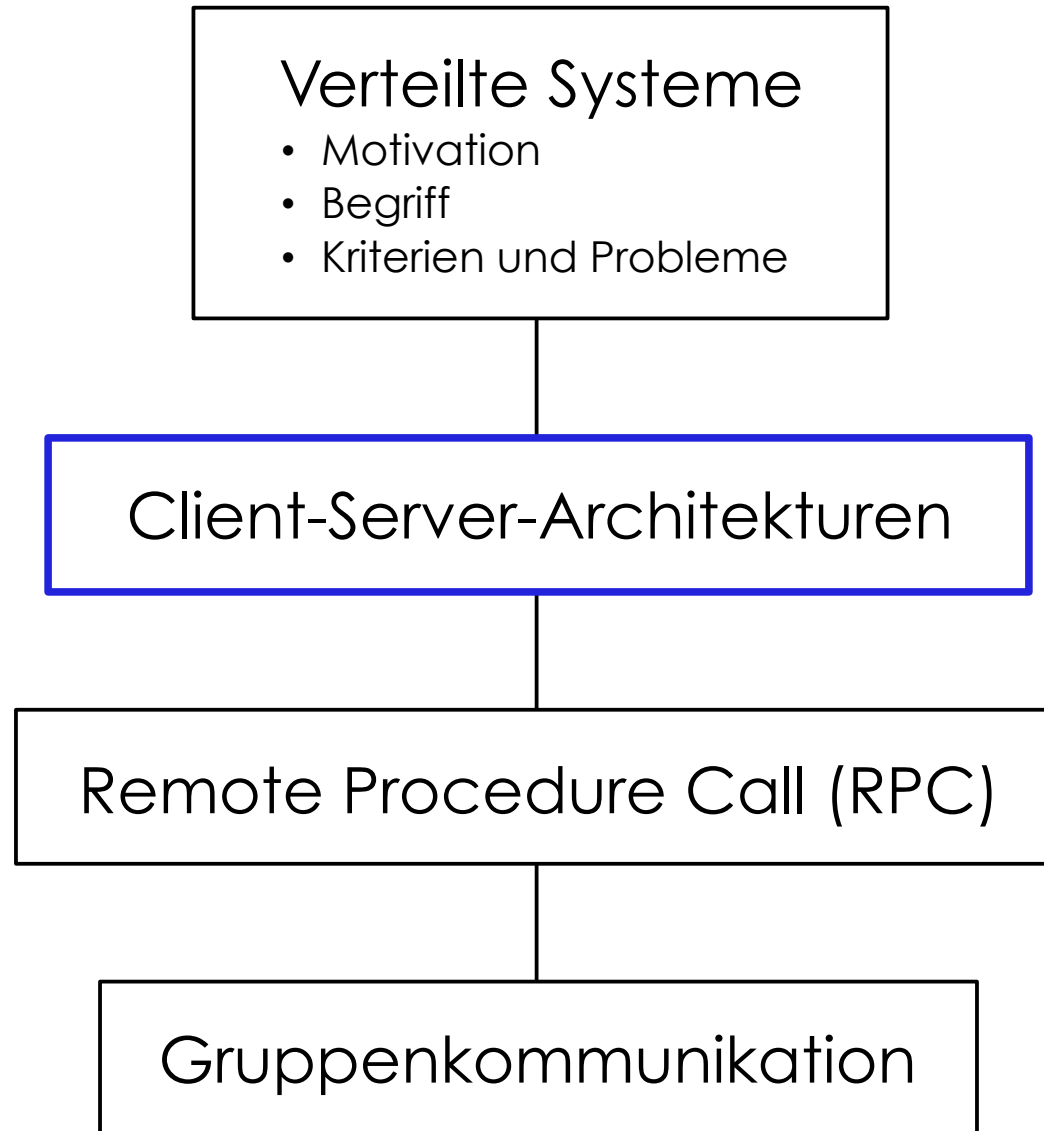 Verteilte Systeme
• Motivation
• Begriff
• Kriterien und Probleme
Client-Server-Architekturen
Remote Procedure Call (RPC)
Gruppenkommunikation